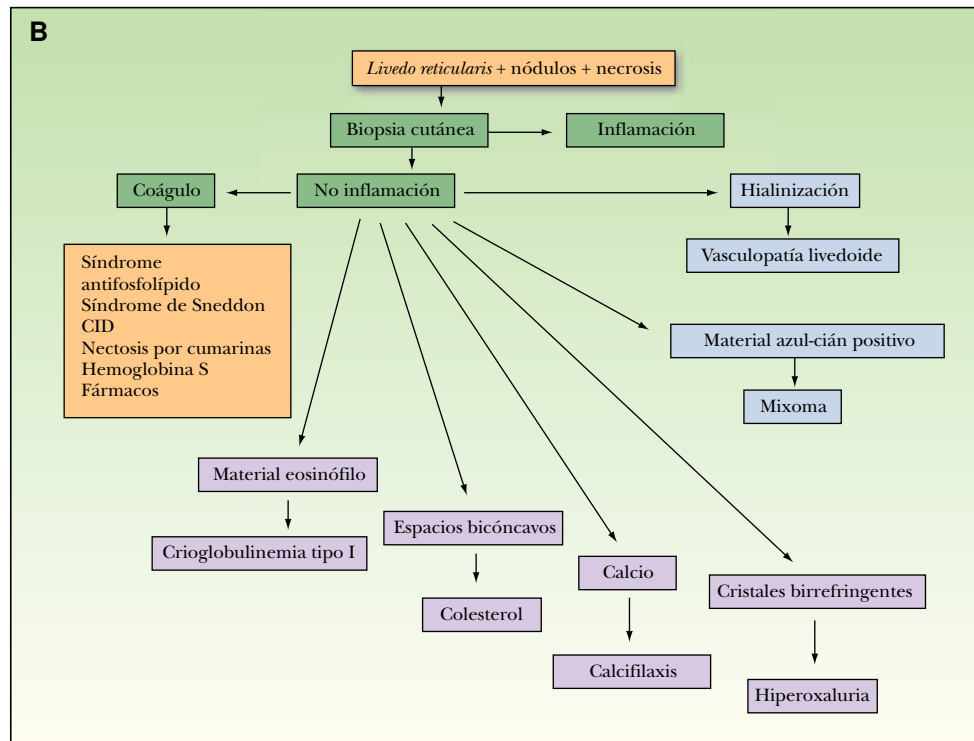 B
Livedo reticularis + nódulos + necrosis
Biopsia cutánea
Inflamación
Coágulo
No inflamación
Hialinización
Síndrome
antifosfolípido
Síndrome de Sneddon
CID
Nectosis por cumarinas
Hemoglobina S
Fármacos
Vasculopatía livedoide
Material azul-cián positivo
Mixoma
Material eosinófilo
Crioglobulinemia tipo I
Espacios bicóncavos
Colesterol
Calcio
Calcifilaxis
Cristales birrefringentes
Hiperoxaluria